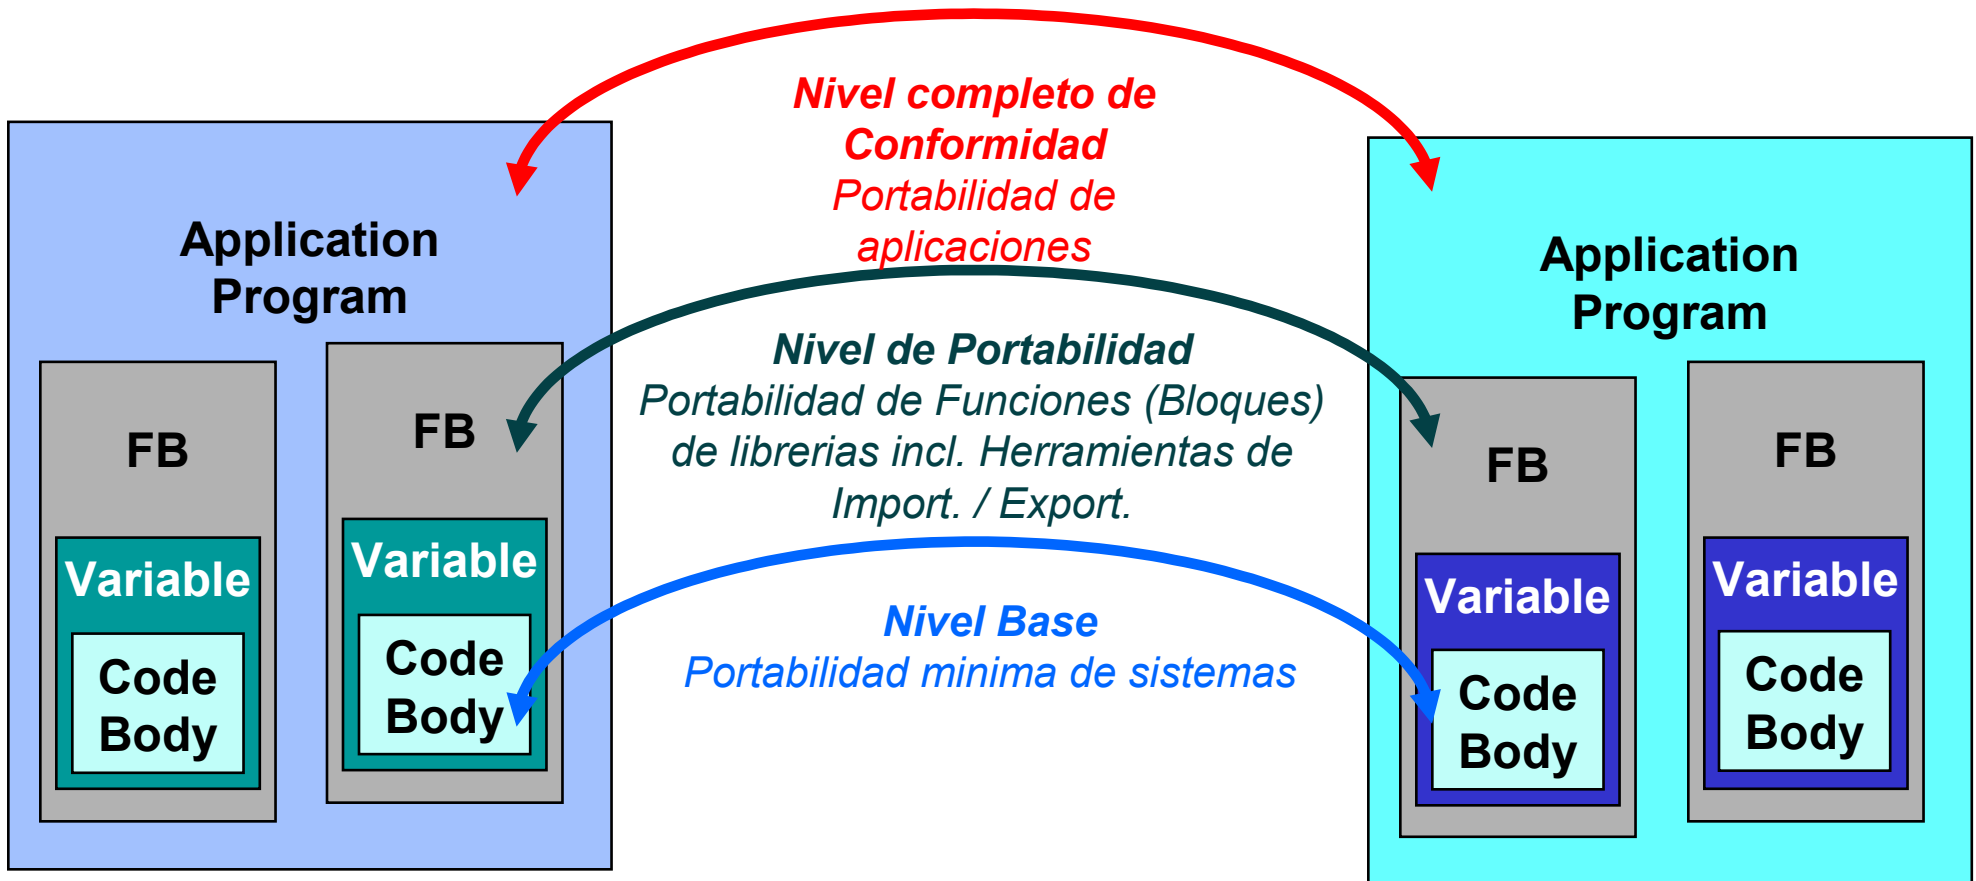 Nivel completo de
Conformidad
Portabilidad de
aplicaciones
Application
Program
FB
Variable
Code
Body
FB
Variable
Code
Body
Nivel de Portabilidad
Portabilidad de Funciones (Bloques)
de librerias incl. Herramientas de
Import. / Export.
Nivel Base
Portabilidad minima de sistemas
Application
Program
FB
Variable
Code
Body
FB
Variable
Code
Body